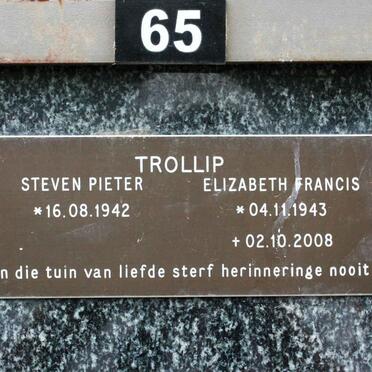 65
TROLLIP
STEVEN PIETER ELIZABETH FRANCIS
*16.08.1942 *04.11.1943
+02.10.2008
n die tuin van liefde sterf herinneringe nooit